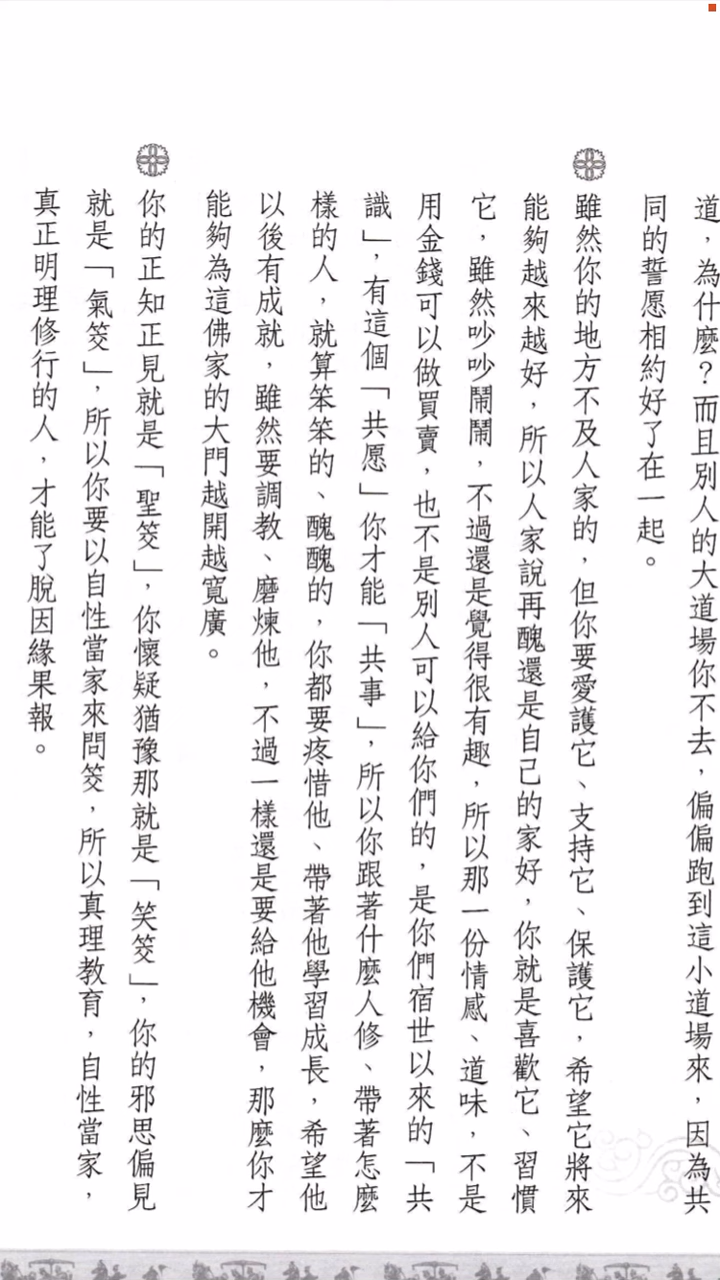 道，為什麼？而且別人的大道場你不去，偏偏跑到這小道場來，因為共
同的誓愿相約好了在一起。
雖然你的地方不及人家的，但你要愛護它、支持它、保護它，希望它將來
能夠越來越好，所以人家說再醜還是自己的家好，你就是喜歡它、習慣
它，雖然吵吵鬧鬧，不過還是覺得很有趣，所以那一份情感、道味，不是
用金錢可以做買賣，也不是別人可以給你們的，是你們宿世以來的「共
識」，有這個「共愿」你才能「共事」，所以你跟著什麼人修、帶著怎麼
樣的人，就算笨笨的、醜醜的，你都要疼惜他、帶著他學習成長，希望他
以後有成就，雖然要調教、磨煉他，不過一樣還是要給他機會，那麼你才
能夠為這佛家的大門越開越寬廣。
你的正知正見就是「聖筊」，你懷疑猶豫那就是「笑筊」，你的邪思偏見
就是「氣筊」，所以你要以自性當家來問筊，所以真理教育，自性當家，
真正明理修行的人，才能了脫因緣果報。